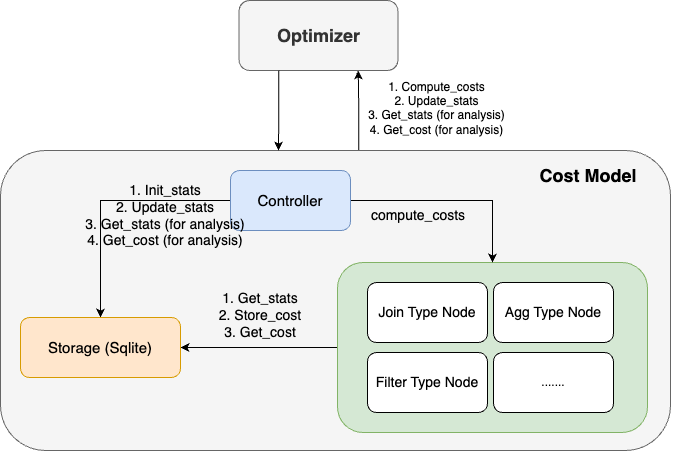 Optimizer
1. Compute_costs
2. Update_stats
3. Get_stats (for analysis)
4. Get_cost (for analysis)
Cost Model
Controller
1. Init_stats
2. Update_stats
3. Get_stats (for analysis)
4. Get_cost (for analysis)
compute_costs
1. Get_stats
2. Store_cost
3. Get_cost
Storage (Sqlite)
Join Type Node
Agg Type Node
Filter Type Node
.......